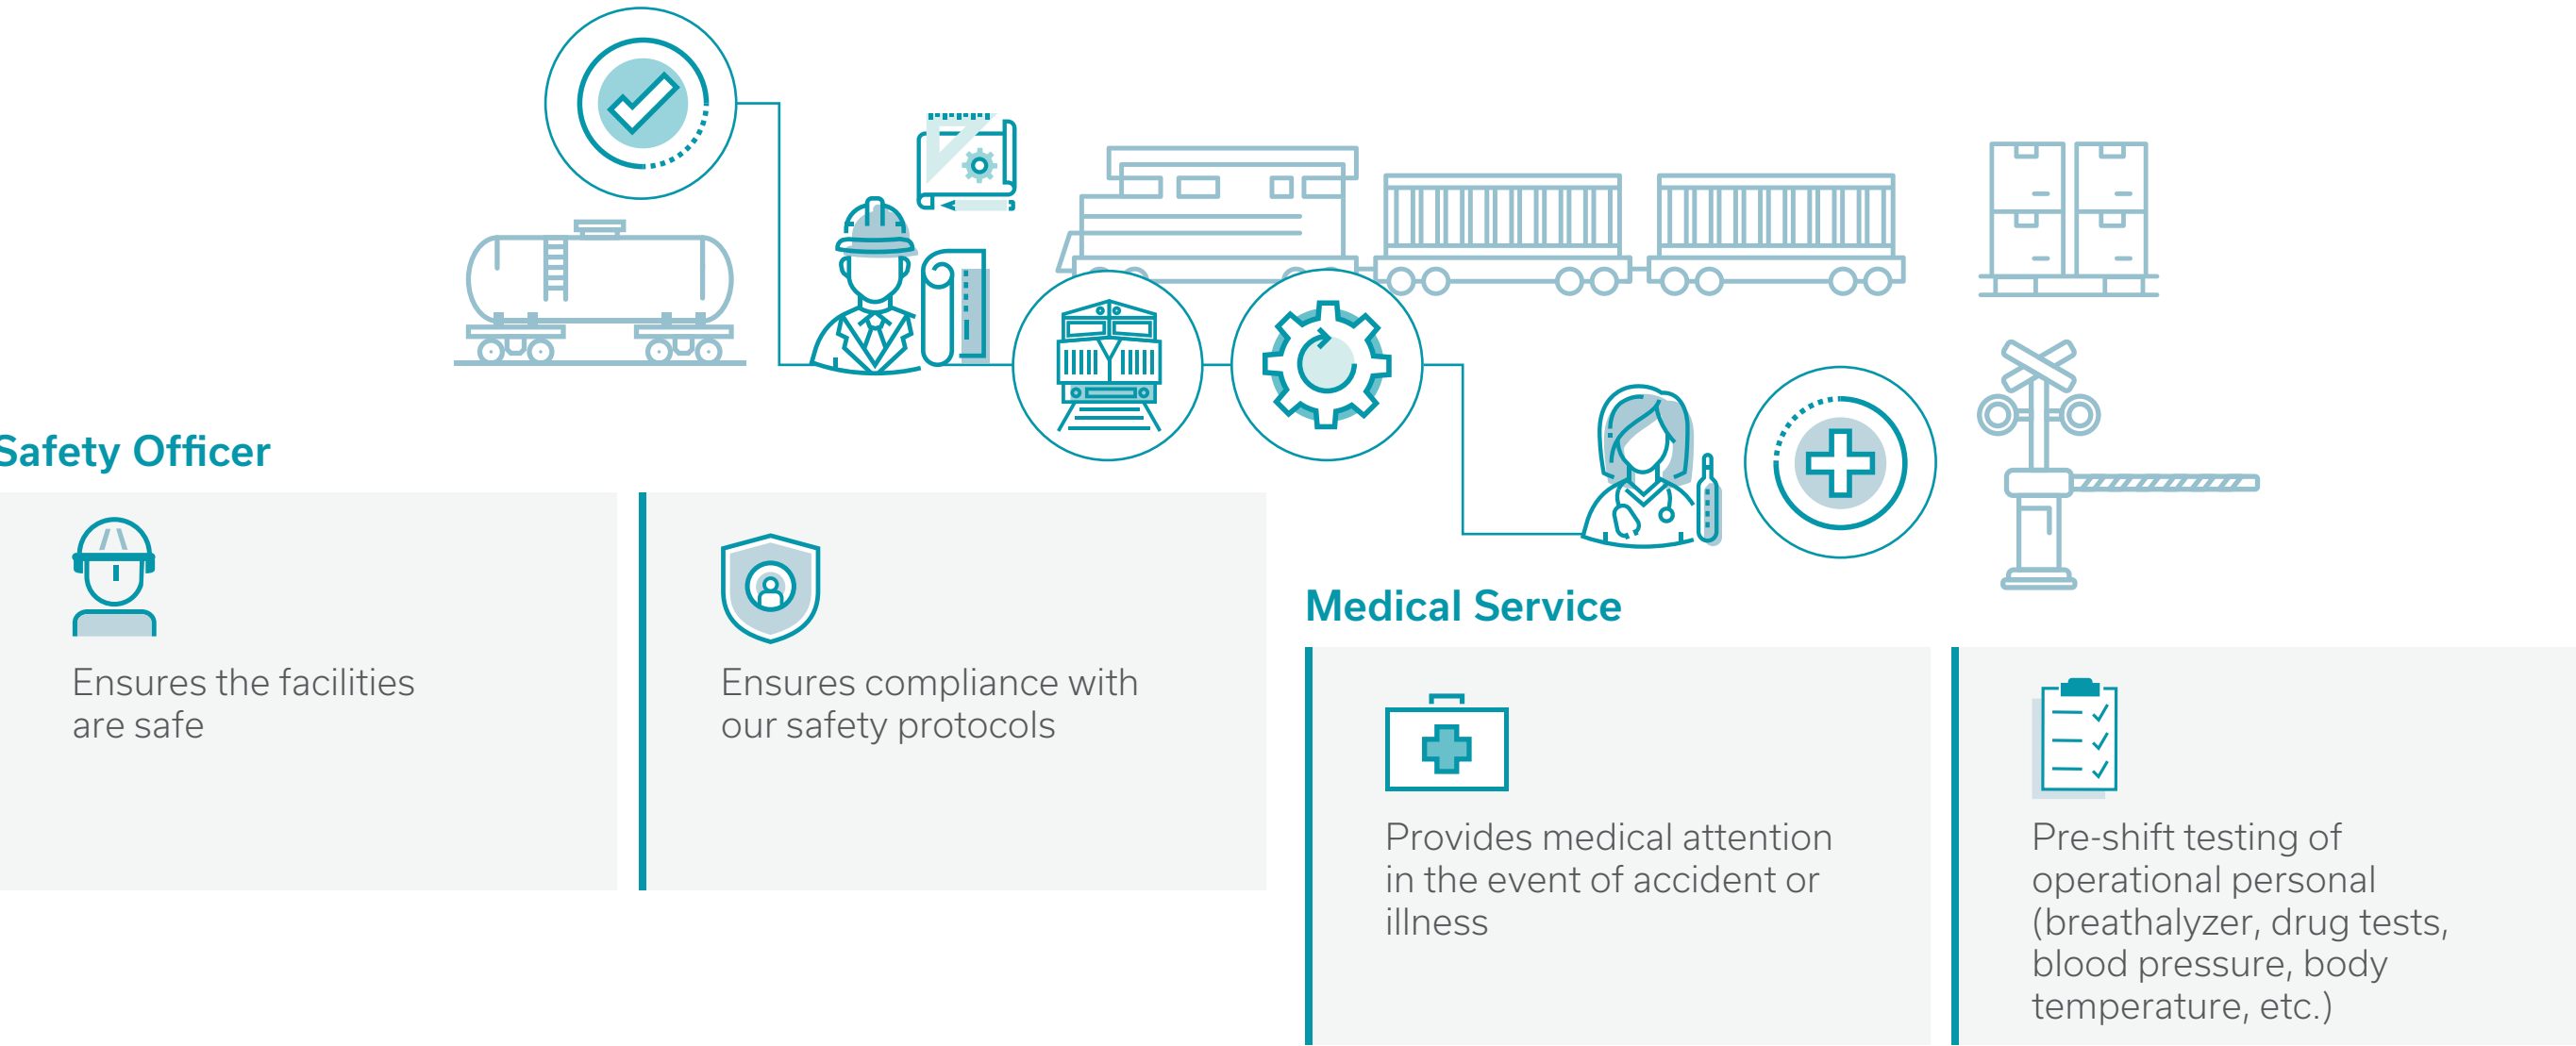 Safety Officer
Ensures the facilities
are safe
Ensures compliance with
our safety protocols
Medical Service
Provides medical attention
in the event of accident or
illness
Pre-shift testing of
operational personal
(breathalyzer, drug tests,
blood pressure, body
temperature, etc.)